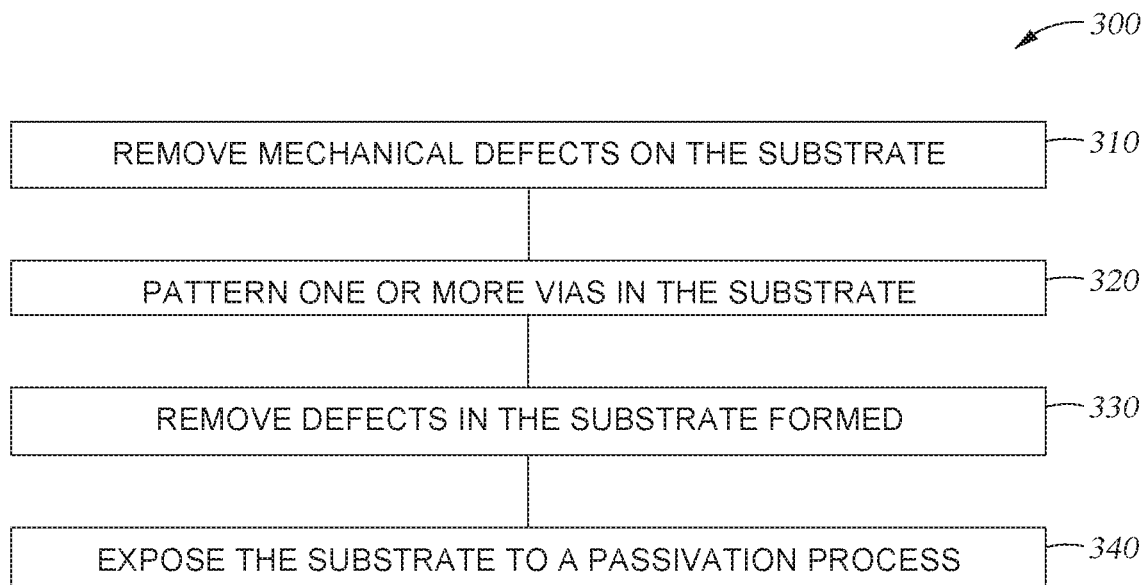 300
REMOVE MECHANICAL DEFECTS ON THE SUBSTRATE 310
PATTERN ONE OR MORE VIAS IN THE SUBSTRATE 320
REMOVE DEFECTS IN THE SUBSTRATE FORMED 330
EXPOSE THE SUBSTRATE TO A PASSIVATION PROCESS 340